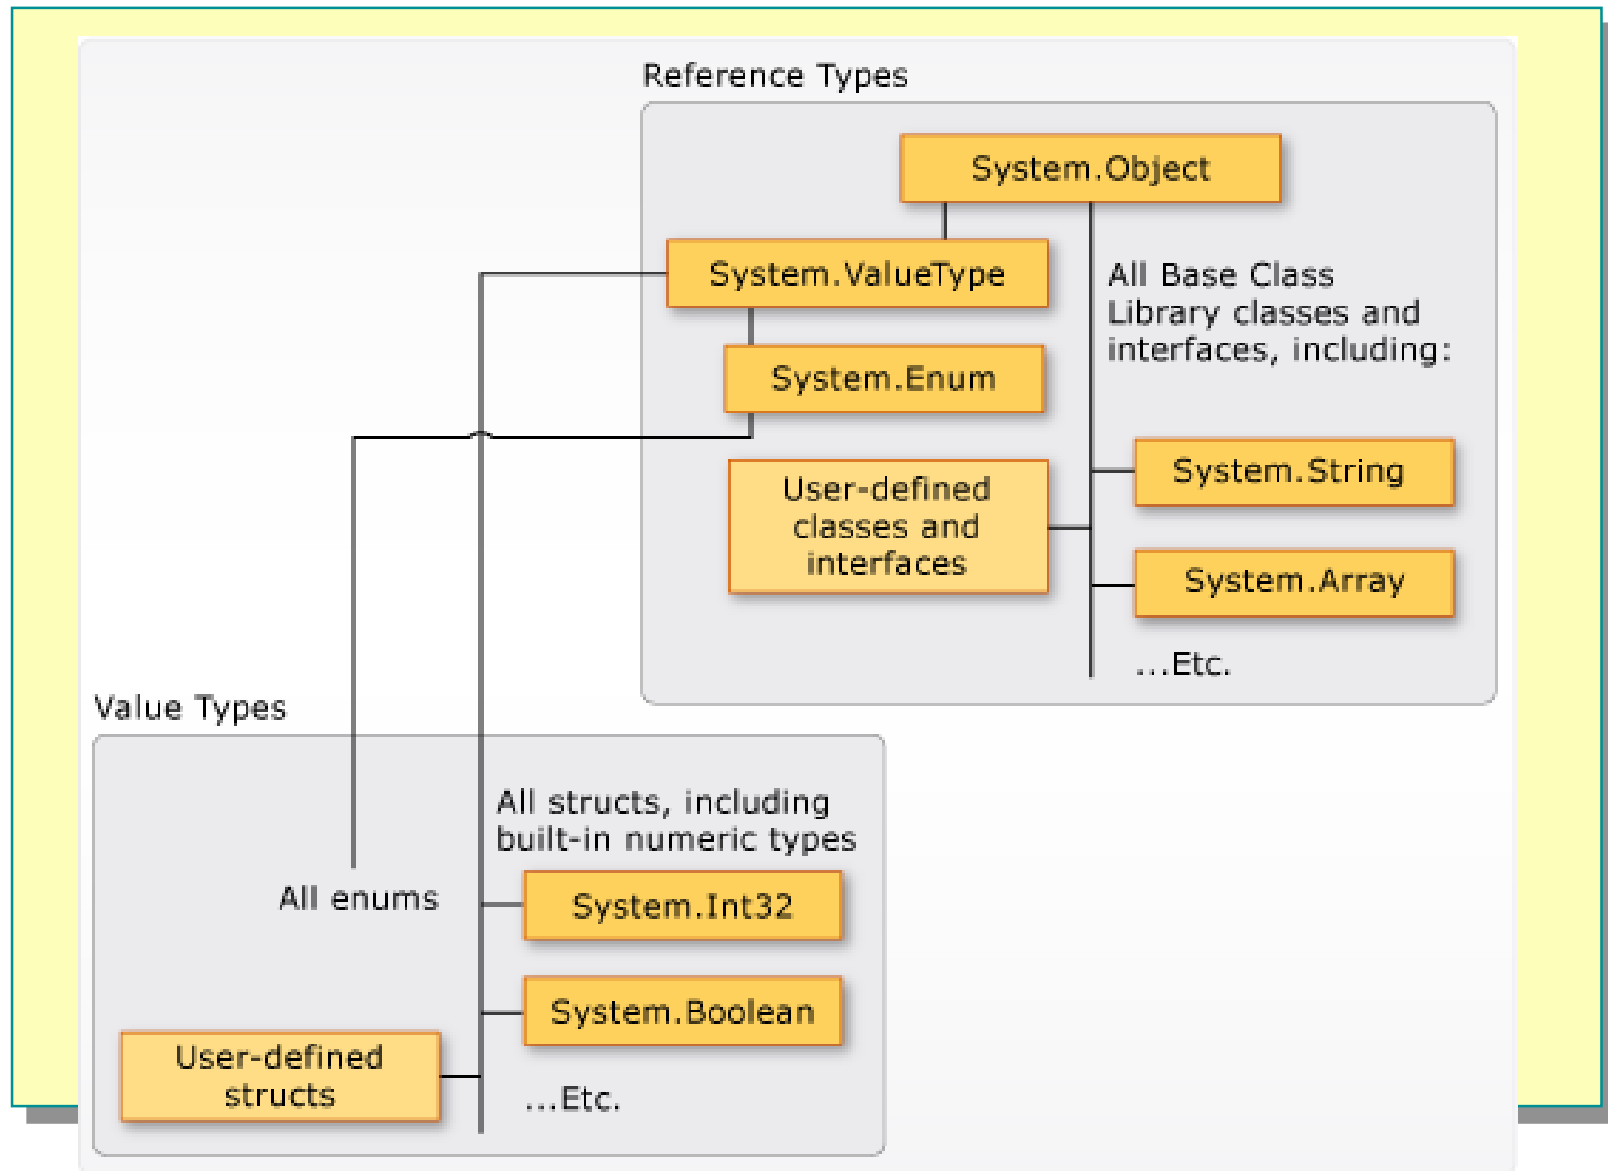 Reference Types
System.Object
System.ValueType
All Base Class
Library classes and
interfaces, including:
System.Enum
System.String
User-defined
classes and
interfaces
System.Array
...Etc.
Value Types
All structs, including
built-in numeric types
All enums
System.Int32
System.Boolean
User-defined
structs
...Etc.